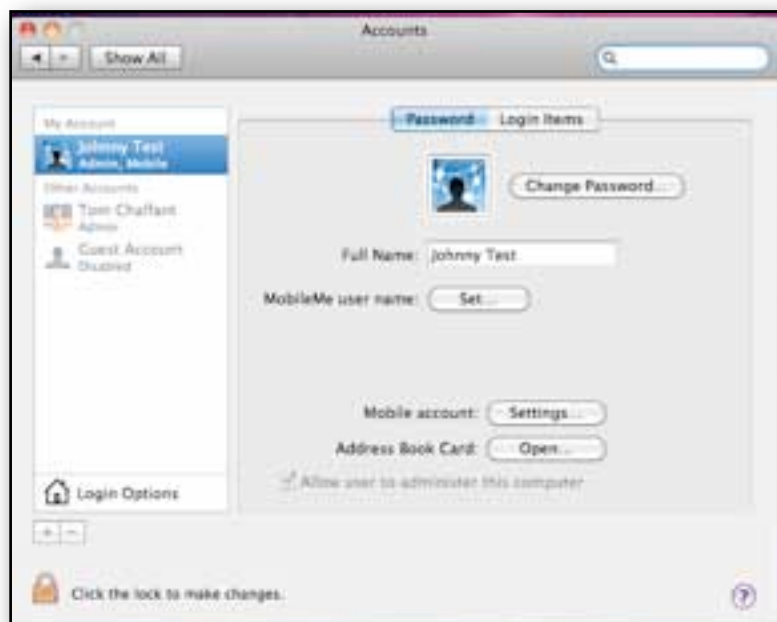 Accounts
Show All
My Account
Johnny Test
Admin, Mobile
Other Accounts
Tom Chaffant
Admin
Guest Account
Disabled
Login Options
Password Login Items
Change Password...
Full Name: Johnny Test
MobileMe user name: Set...
Mobile account: Settings...
Address Book Card: Open...
Allow user to administer this computer
+ −
Click the lock to make changes.
?